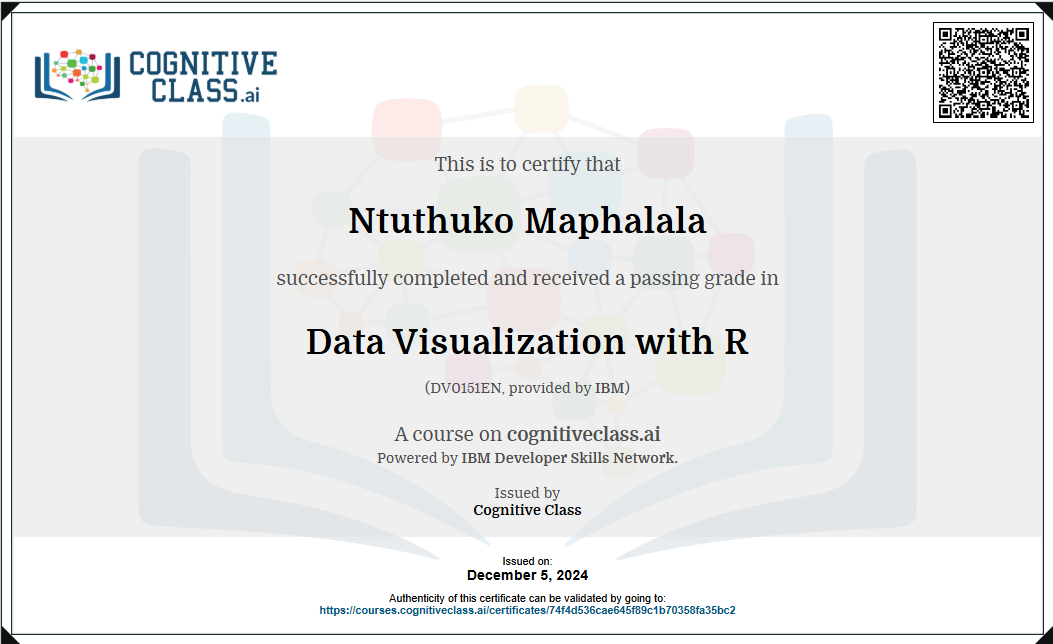 COGNITIVE
CLASS.ai
This is to certify that
Ntuthuko Maphalala
successfully completed and received a passing grade in
Data Visualization with R
(DV0151EN, provided by IBM)
A course on cognitiveclass.ai
Powered by IBM Developer Skills Network.
Issued by
Cognitive Class
Issued on:
December 5, 2024
Authenticity of this certificate can be validated by going to:
https://courses.cognitiveclass.ai/certificates/74f4d536cae645f89c1b70358fa35bc2